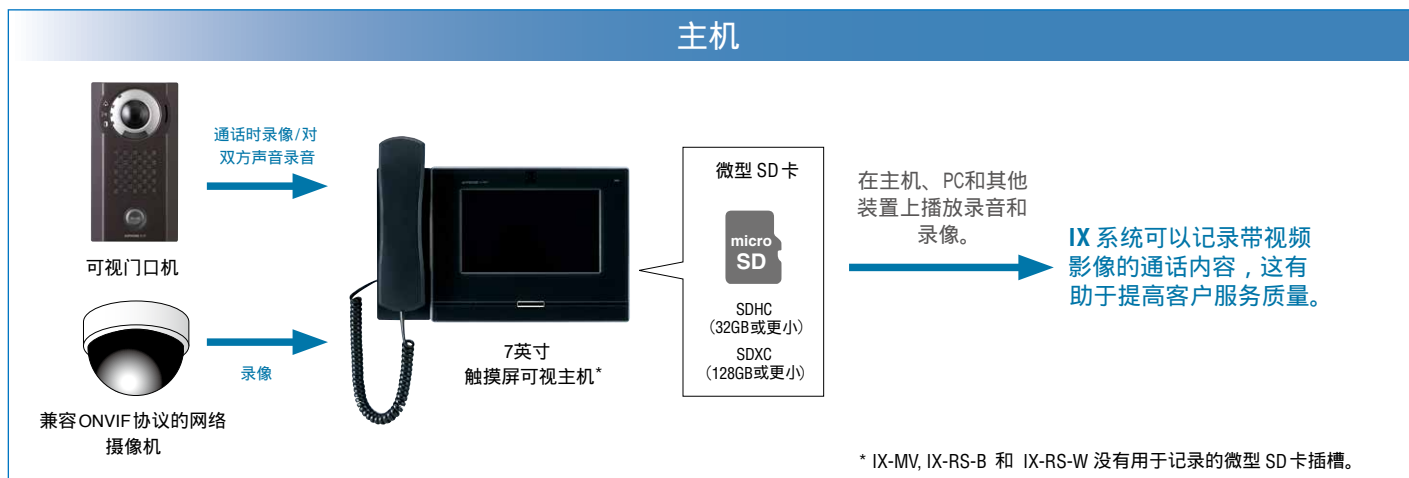 主机
通话时录像/对
双方声音录音
可视门口机
录像
兼容ONVIF协议的网络
摄像机
7英寸
触摸屏可视主机*
微型 SD卡
micro
SD
SDHC
(32GB或更小)
SDXC
(128GB或更小)
在主机、PC和其他
装置上播放录音和
录像。
IX 系统可以记录带视频
影像的通话内容，这有
助于提高客户服务质量。
* IX-MV, IX-RS-B 和 IX-RS-W 没有用于记录的微型 SD卡插槽。